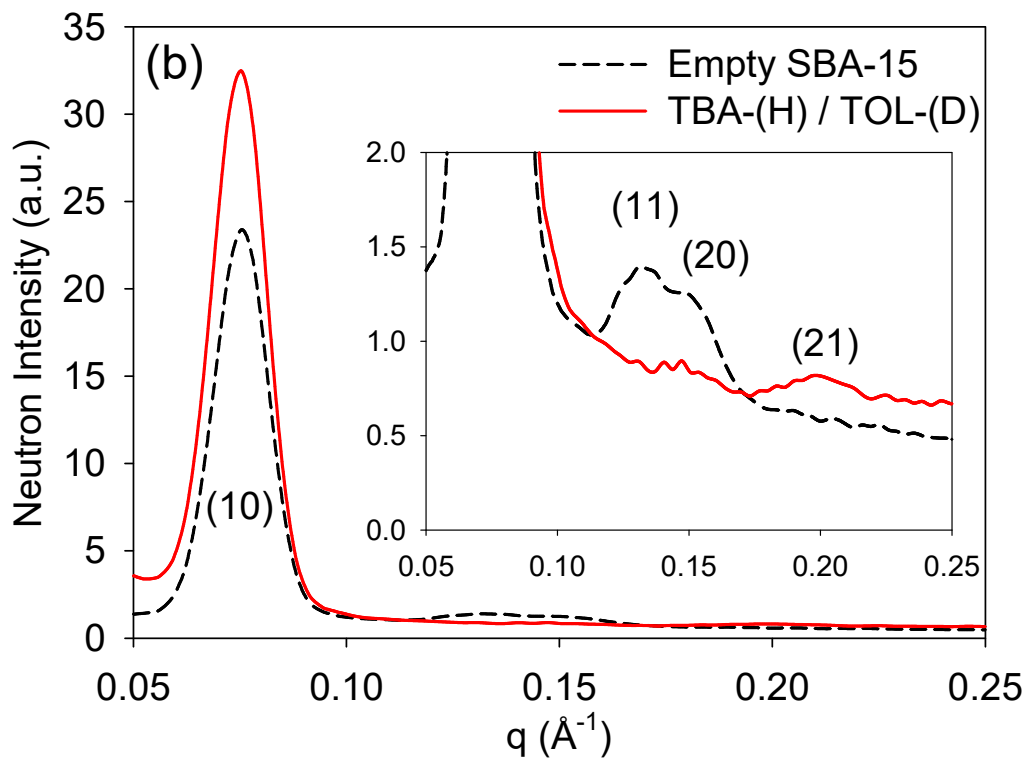 (b)
Empty SBA-15
TBA-(H) / TOL-(D)
Neutron Intensity (a.u.)
35
30
25
20
15
10
5
0
(10)
2.0
1.5
1.0
0.5
0.0
(11)
(20)
(21)
0.05 0.10 0.15 0.20 0.25
0.05 0.10 0.15 0.20 0.25
q (Å⁻¹)